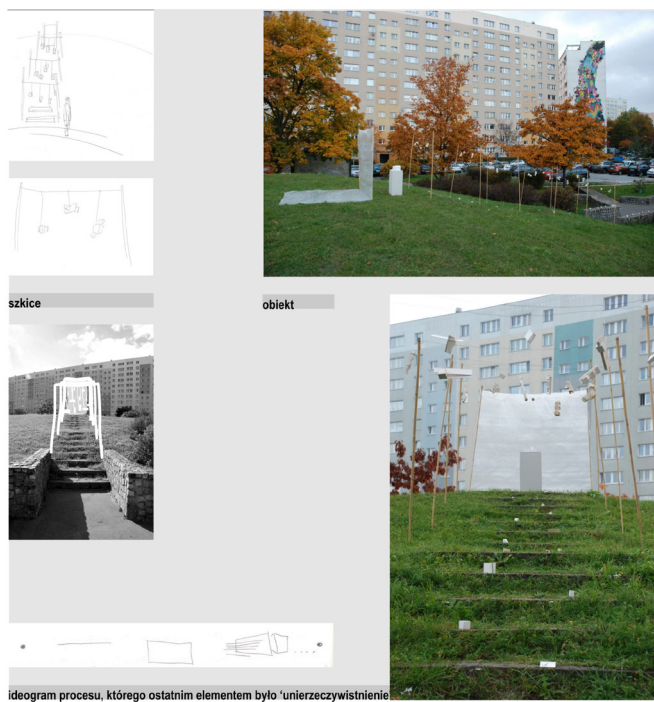 szkice
obiekt
ideogram procesu, którego ostatnim elementem było ‘unierzeczywistnienie